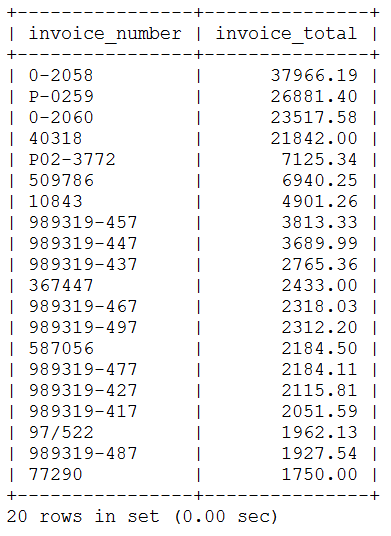 +----------------+---------------+
| invoice_number | invoice_total |
+----------------+---------------+
| 0-2058         |      37966.19 |
| P-0259         |      26881.40 |
| 0-2060         |      23517.58 |
| 40318          |      21842.00 |
| P02-3772       |       7125.34 |
| 509786         |       6940.25 |
| 10843          |       4901.26 |
| 989319-457     |       3813.33 |
| 989319-447     |       3689.99 |
| 989319-437     |       2765.36 |
| 367447         |       2433.00 |
| 989319-467     |       2318.03 |
| 989319-497     |       2312.20 |
| 587056         |       2184.50 |
| 989319-477     |       2184.11 |
| 989319-427     |       2115.81 |
| 989319-417     |       2051.59 |
| 97/522         |       1962.13 |
| 989319-487     |       1927.54 |
| 77290          |       1750.00 |
+----------------+---------------+
20 rows in set (0.00 sec)